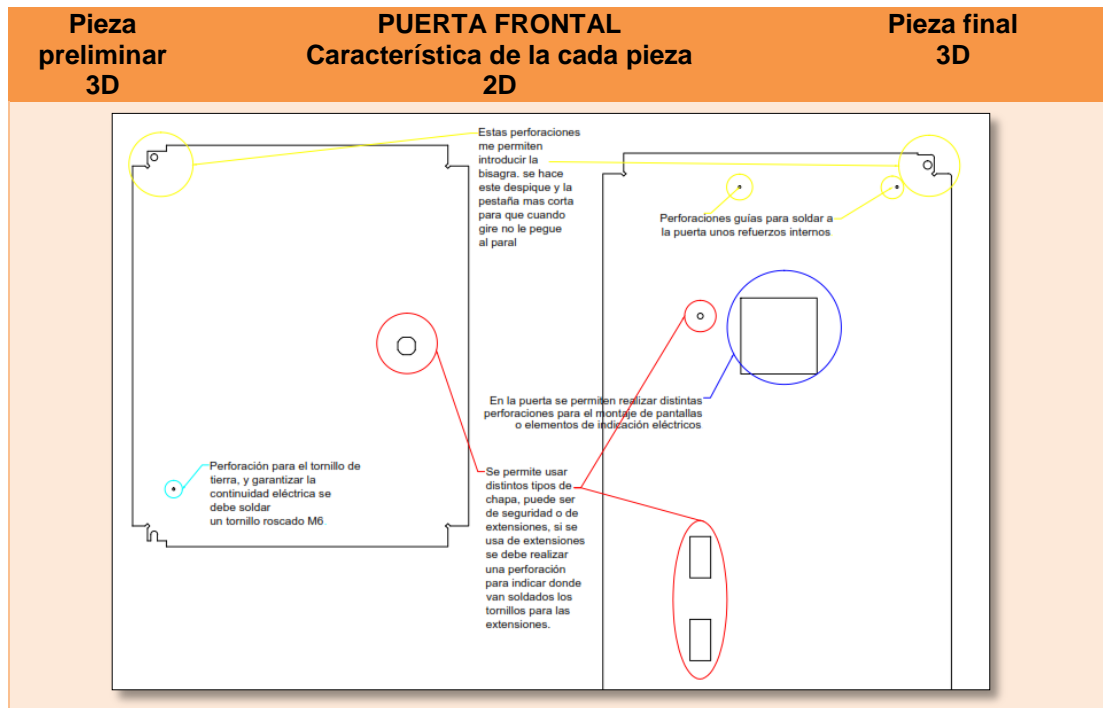 Pieza
preliminar
3D
PUERTA FRONTAL
Característica de la cada pieza
2D
Pieza final
3D
Estas perforaciones
me permiten
introducir la
bisagra. se hace
este despique y la
pestaña mas corta
para que cuando
gire no le pegue
al paral
Perforaciones guías para soldar a
la puerta unos refuerzos internos
En la puerta se permiten realizar distintas
perforaciones para el montaje de pantallas
o elementos de indicación eléctricos
Perforación para el tornillo de
tierra, y garantizar la
continuidad eléctrica se
debe soldar
un tornillo roscado M6
Se permite usar
distintos tipos de
chapa, puede ser
de seguridad o de
extensiones, si se
usa de extensiones
se debe realizar
una perforación
para indicar donde
van soldados los
tornillos para las
extensiones.